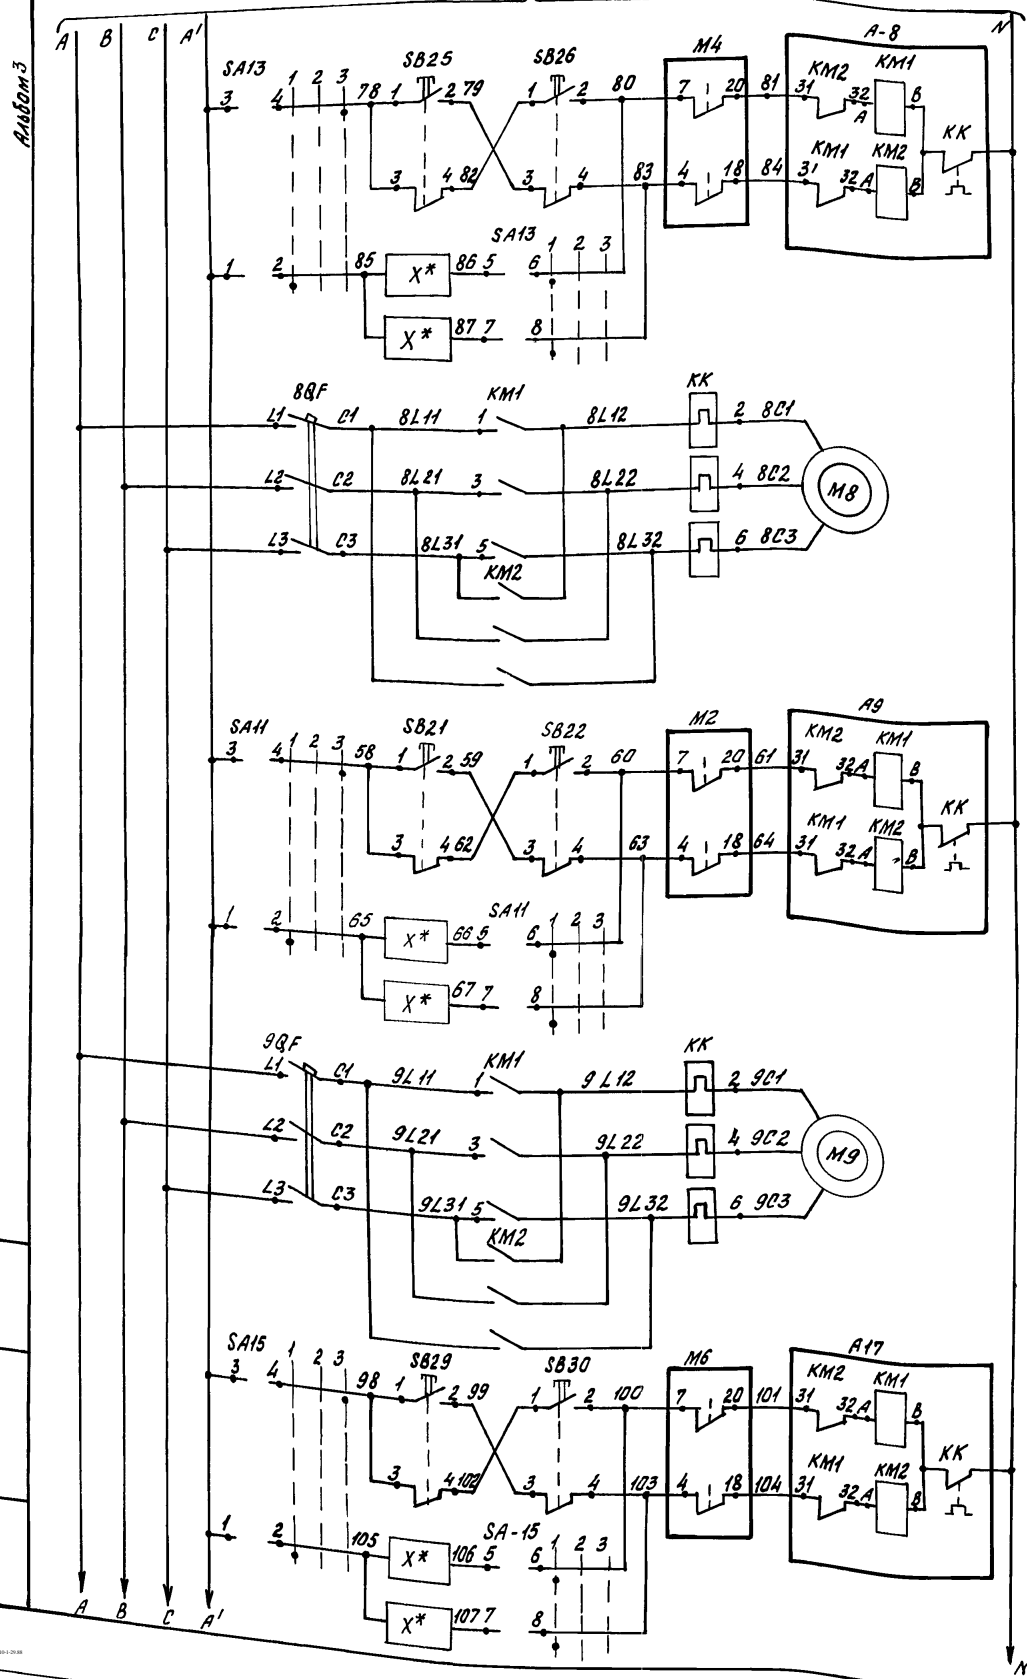 Альбом 3
A B C A' N
SA13 SB25 SB26 M4 A-8
3 4 1 2 3 78 1 2 79 1 2 80 7 20 81 KM2 31 32 A KM1 B KK
3 4 82 3 4 83 4 18 84 KM1 31 32 A KM2 B
SA13
1 2 85 X* 86 5 6 1 2 3
X* 87 7 8
8QF KM1 KK
L1 C1 8L11 1 8L12 2 8C1
L2 C2 8L21 3 8L22 4 8C2 M8
L3 C3 8L31 5 8L32 6 8C3
KM2
SA11 SB21 SB22 M2 A9
3 4 1 2 3 58 1 2 59 1 2 60 7 20 61 KM2 31 32 A KM1 B KK
3 4 62 3 4 63 4 18 64 KM1 31 32 A KM2 B
SA11
1 2 65 X* 66 5 6 1 2 3
X* 67 7 8
9QF KM1 KK
L1 C1 9L11 1 9L12 2 9C1
L2 C2 9L21 3 9L22 4 9C2 M9
L3 C3 9L31 5 9L32 6 9C3
KM2
SA15 SB29 SB30 M6 A17
3 4 1 2 3 98 1 2 99 1 2 100 7 20 101 KM2 31 32 A KM1 B KK
3 4 102 3 4 103 4 18 104 KM1 31 32 A KM2 B
SA-15
1 2 105 X* 106 5 6 1 2 3
X* 107 7 8
A B C A' N